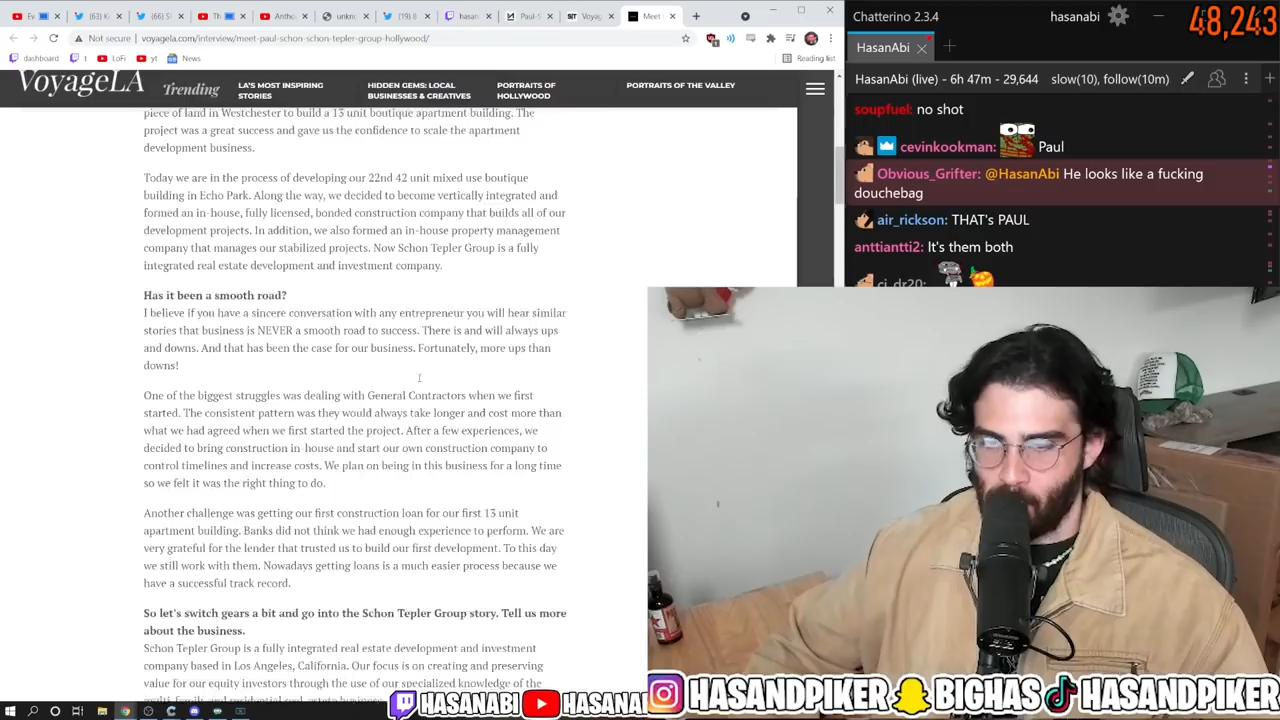 Not secure
voyagela.com/interview/meet-paul-schon-schon-tepler-group-hollywood/
dashboard
LoFi
yt
News
Reading list
VoyageLA
Trending
LA'S MOST INSPIRING
STORIES
HIDDEN GEMS: LOCAL
BUSINESSES & CREATIVES
PORTRAITS OF
HOLLYWOOD
PORTRAITS OF THE VALLEY
piece of land in Westchester to build a 13 unit boutique apartment building. The
project was a great success and gave us the confidence to scale the apartment
development business.
Today we are in the process of developing our 22nd 42 unit mixed use boutique
building in Echo Park. Along the way, we decided to become vertically integrated and
formed an in-house, fully licensed, bonded construction company that builds all of our
development projects. In addition, we also formed an in-house property management
company that manages our stabilized projects. Now Schon Tepler Group is a fully
integrated real estate development and investment company.
Has it been a smooth road?
I believe if you have a sincere conversation with any entrepreneur you will hear similar
stories that business is NEVER a smooth road to success. There is and will always ups
and downs. And that has been the case for our business. Fortunately, more ups than
downs!
One of the biggest struggles was dealing with General Contractors when we first
started. The consistent pattern was they would always take longer and cost more than
what we had agreed when we first started the project. After a few experiences, we
decided to bring construction in-house and start our own construction company to
control timelines and increase costs. We plan on being in this business for a long time
so we felt it was the right thing to do.
Another challenge was getting our first construction loan for our first 13 unit
apartment building. Banks did not think we had enough experience to perform. We are
very grateful for the lender that trusted us to build our first development. To this day
we still work with them. Nowadays getting loans is a much easier process because we
have a successful track record.
So let's switch gears a bit and go into the Schon Tepler Group story. Tell us more
about the business.
Schon Tepler Group is a fully integrated real estate development and investment
company based in Los Angeles, California. Our focus is on creating and preserving
value for our equity investors through the use of our specialized knowledge of the
Chatterino 2.3.4
hasanabi
48,243
HasanAbi
HasanAbi (live) - 6h 47m - 29,644
slow(10), follow(10m)
soupfuel: no shot
cevinkookman: Paul
Obvious_Grifter: @HasanAbi He looks like a fucking
douchebag
air_rickson: THAT'S PAUL
anttiantti2: It's them both
ci_dr20:
HASANABI
HASANDPIKER
BIGHAS
HASANDPIKER